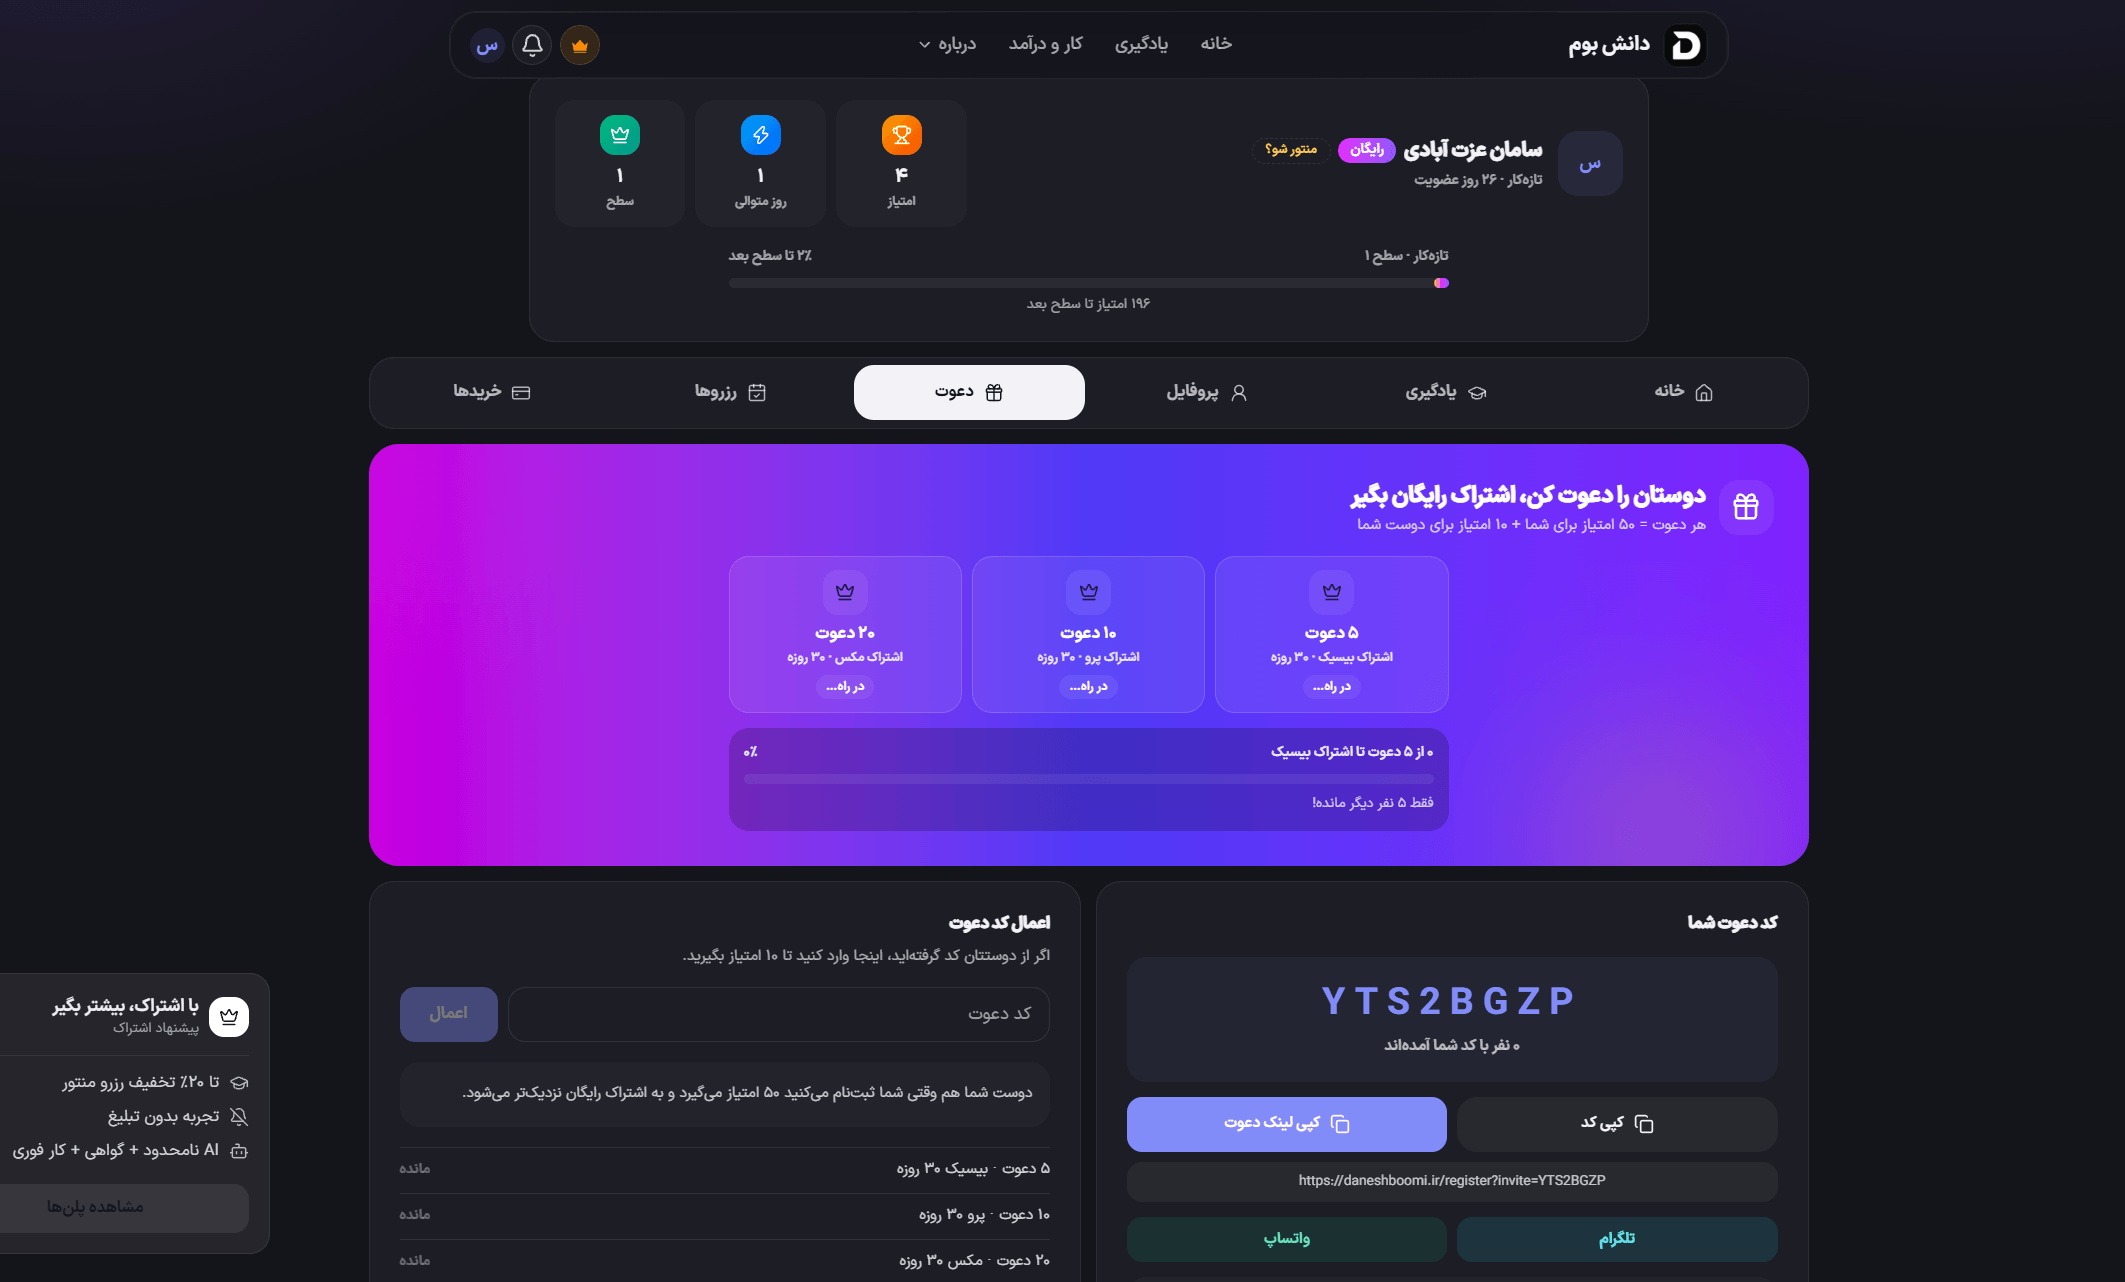 دانش بوم
خانه
یادگیری
کار و درآمد
درباره
س
س
سامان عزت آبادی
رایگان
منتور شو؟
تازه‌کار - ۲۶ روز عضویت
۴
امتیاز
۱
روز متوالی
۱
سطح
تازه‌کار - سطح ۱
۲٪ تا سطح بعد
۱۹۶ امتیاز تا سطح بعد
خانه
یادگیری
پروفایل
دعوت
رزروها
خریدها
دوستان را دعوت کن، اشتراک رایگان بگیر
هر دعوت = ۵۰ امتیاز برای شما + ۱۰ امتیاز برای دوست شما
۵ دعوت
اشتراک بیسیک - ۳۰ روزه
در راه...
۱۰ دعوت
اشتراک پرو - ۳۰ روزه
در راه...
۲۰ دعوت
اشتراک مکس - ۳۰ روزه
در راه...
۰ از ۵ دعوت تا اشتراک بیسیک
۰٪
فقط ۵ نفر دیگر مانده!
کد دعوت شما
YTS2BGZP
۰ نفر با کد شما آمده‌اند
کپی کد
کپی لینک دعوت
https://daneshboomi.ir/register?invite=YTS2BGZP
تلگرام
واتساپ
اعمال کد دعوت
اگر از دوستتان کد گرفته‌اید، اینجا وارد کنید تا ۱۰ امتیاز بگیرید.
کد دعوت
اعمال
دوست شما هم وقتی شما ثبت‌نام می‌کنید ۵۰ امتیاز می‌گیرد و به اشتراک رایگان نزدیک‌تر می‌شود.
۵ دعوت · بیسیک ۳۰ روزه
مانده
۱۰ دعوت · پرو ۳۰ روزه
مانده
۲۰ دعوت · مکس ۳۰ روزه
مانده
با اشتراک، بیشتر بگیر
پیشنهاد اشتراک
تا ۲۰٪ تخفیف رزرو منتور
تجربه بدون تبلیغ
AI نامحدود + گواهی + کار فوری
مشاهده پلن‌ها